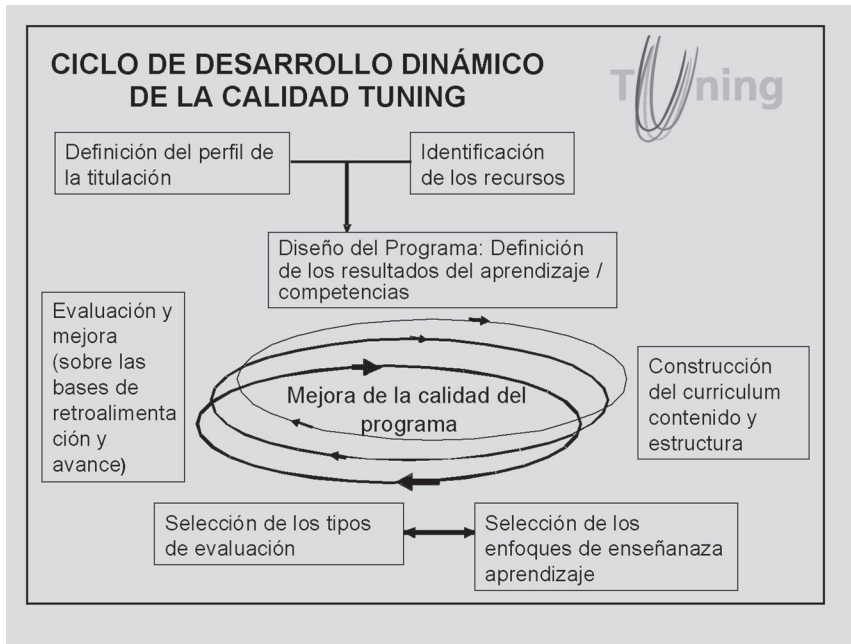 CICLO DE DESARROLLO DINÁMICO
DE LA CALIDAD TUNING
Tuning
Definición del perfil de
la titulación
Identificación
de los recursos
Diseño del Programa: Definición
de los resultados del aprendizaje /
competencias
Evaluación y
mejora
(sobre las
bases de
retroalimenta
ción y
avance)
Mejora de la calidad del
programa
Construcción
del curriculum
contenido y
estructura
Selección de los tipos
de evaluación
Selección de los
enfoques de enseñanaza
aprendizaje